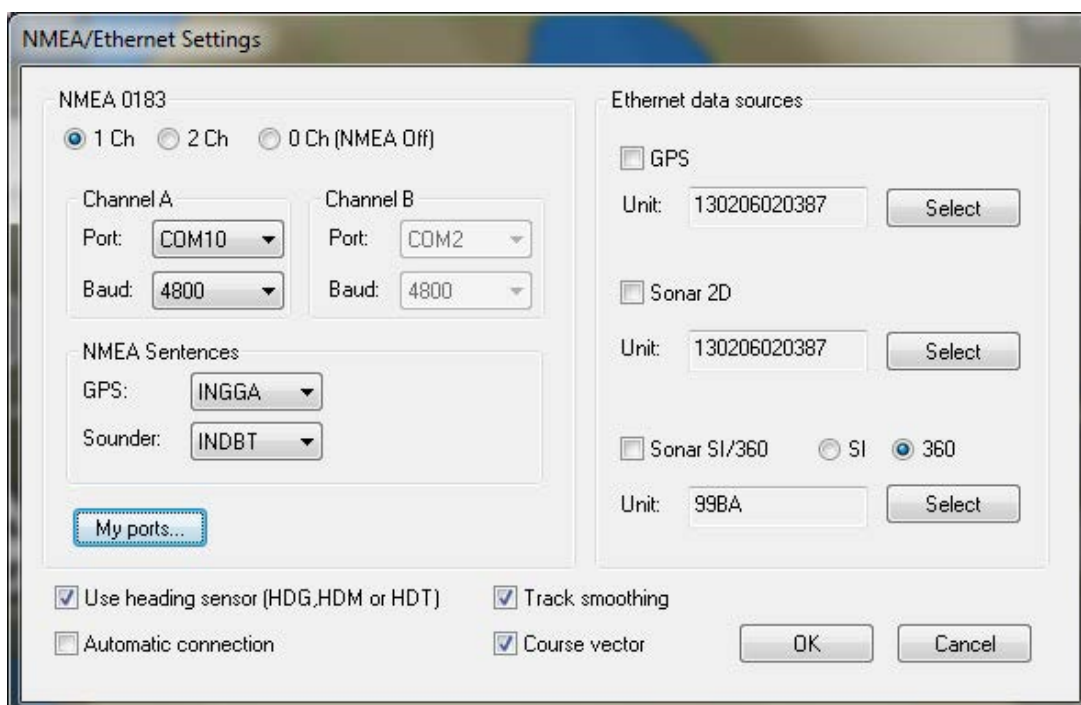 NMEA/Ethernet Settings
NMEA 0183
1 Ch 2 Ch 0 Ch (NMEA Off)
Channel A
Port: COM10
Baud: 4800
Channel B
Port: COM2
Baud: 4800
NMEA Sentences
GPS: INGGA
Sounder: INDBT
My ports...
Ethernet data sources
GPS
Unit: 130206020387 Select
Sonar 2D
Unit: 130206020387 Select
Sonar SI/360 SI 360
Unit: 99BA Select
Use heading sensor (HDG,HDM or HDT) Track smoothing
Automatic connection Course vector OK Cancel